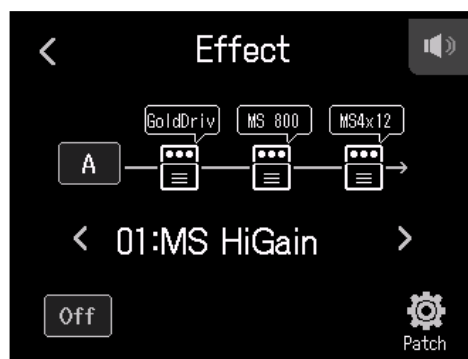 Effect
GoldDriv MS 800 MS4x12
A
01:MS HiGain
Off
Patch